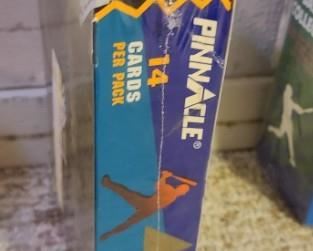 PINNACLE®
14
CARDS
PER PACK